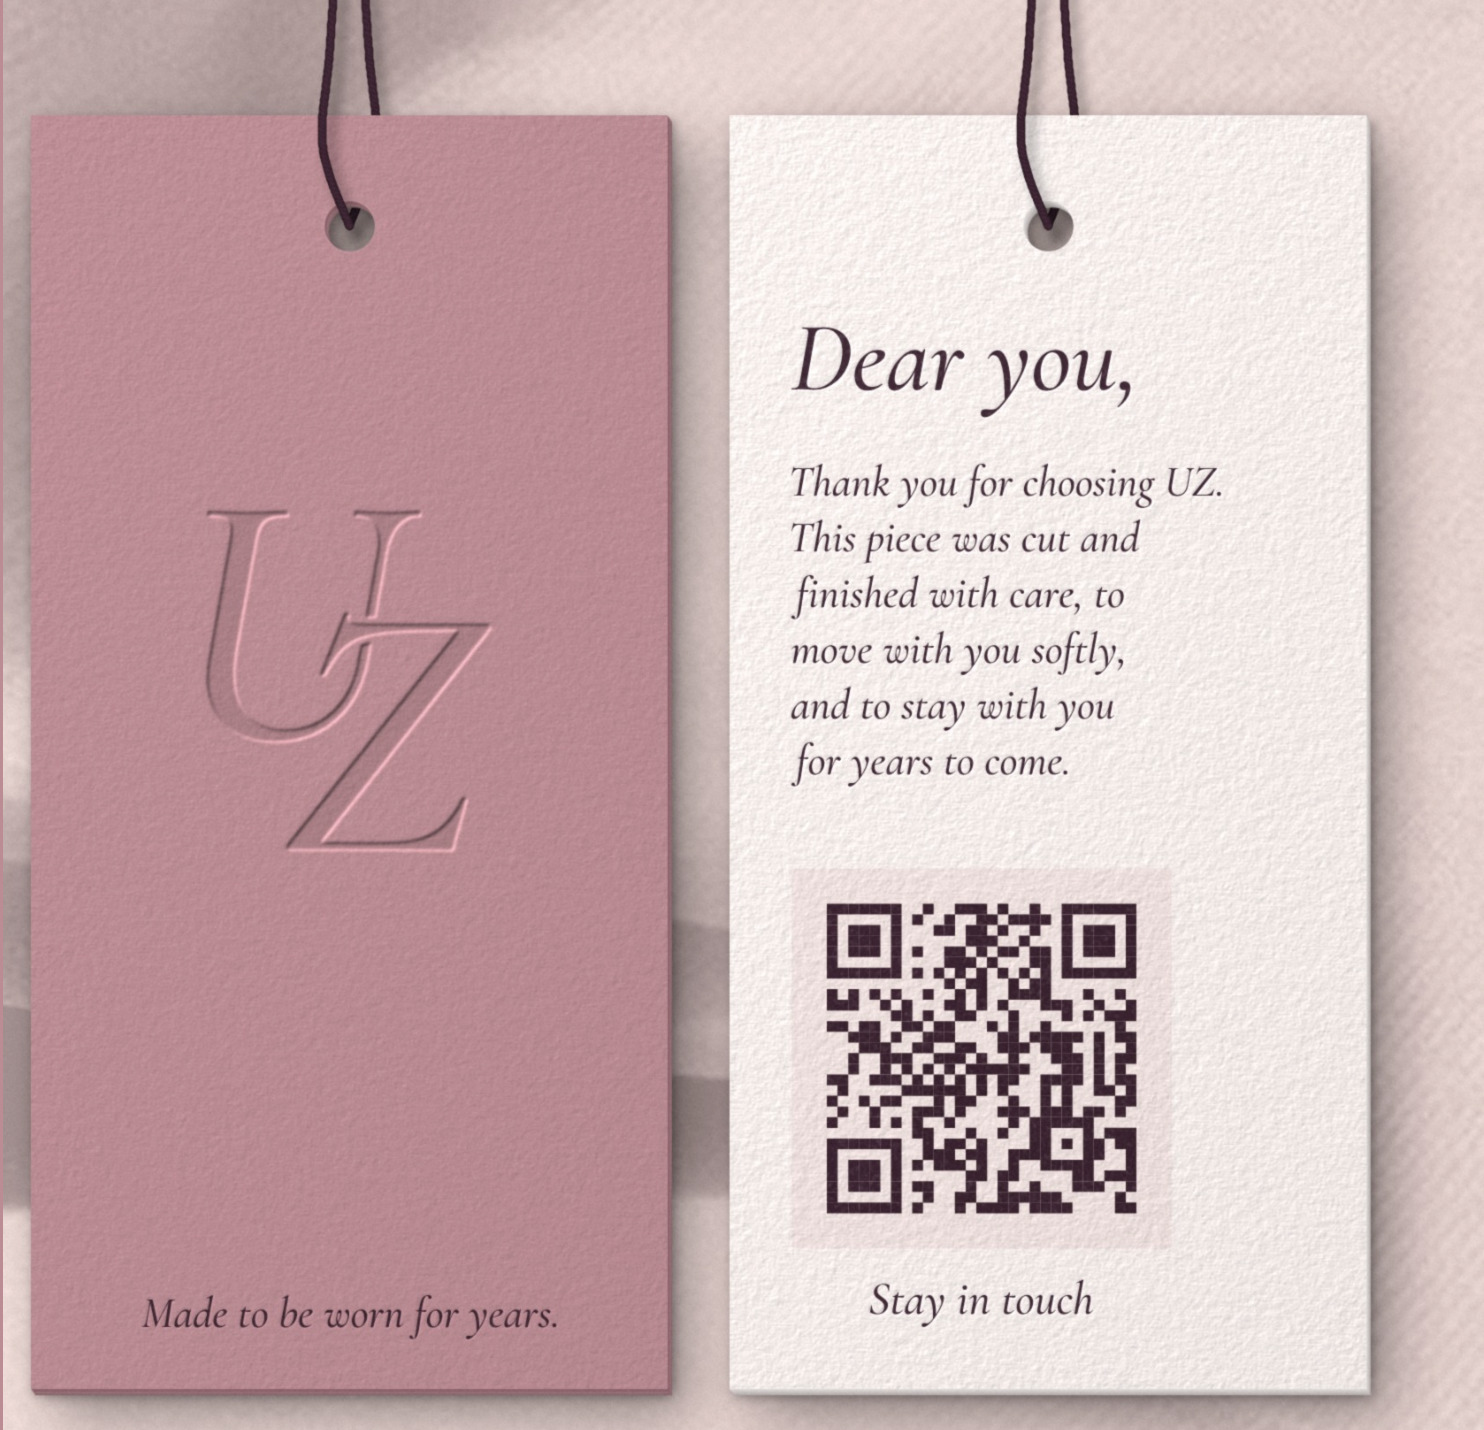 UZ
Made to be worn for years.
Dear you,
Thank you for choosing UZ.
This piece was cut and
finished with care, to
move with you softly,
and to stay with you
for years to come.
Stay in touch